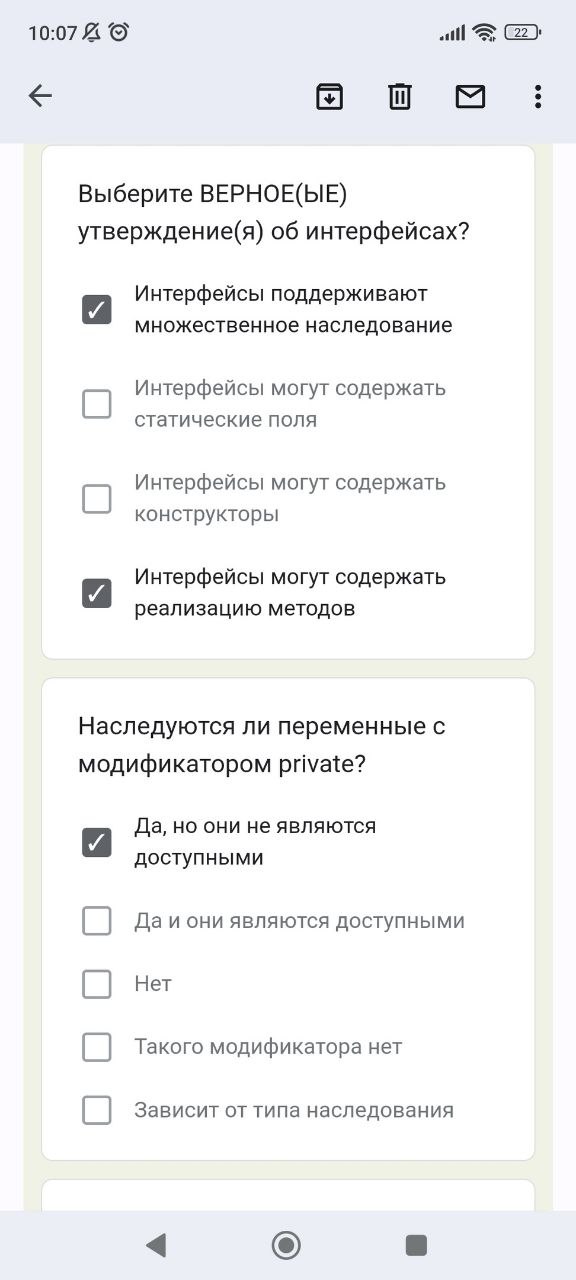 10:07
22
Выберите ВЕРНОЕ(ЫЕ)
утверждение(я) об интерфейсах?
Интерфейсы поддерживают
множественное наследование
Интерфейсы могут содержать
статические поля
Интерфейсы могут содержать
конструкторы
Интерфейсы могут содержать
реализацию методов
Наследуются ли переменные с
модификатором private?
Да, но они не являются
доступными
Да и они являются доступными
Нет
Такого модификатора нет
Зависит от типа наследования